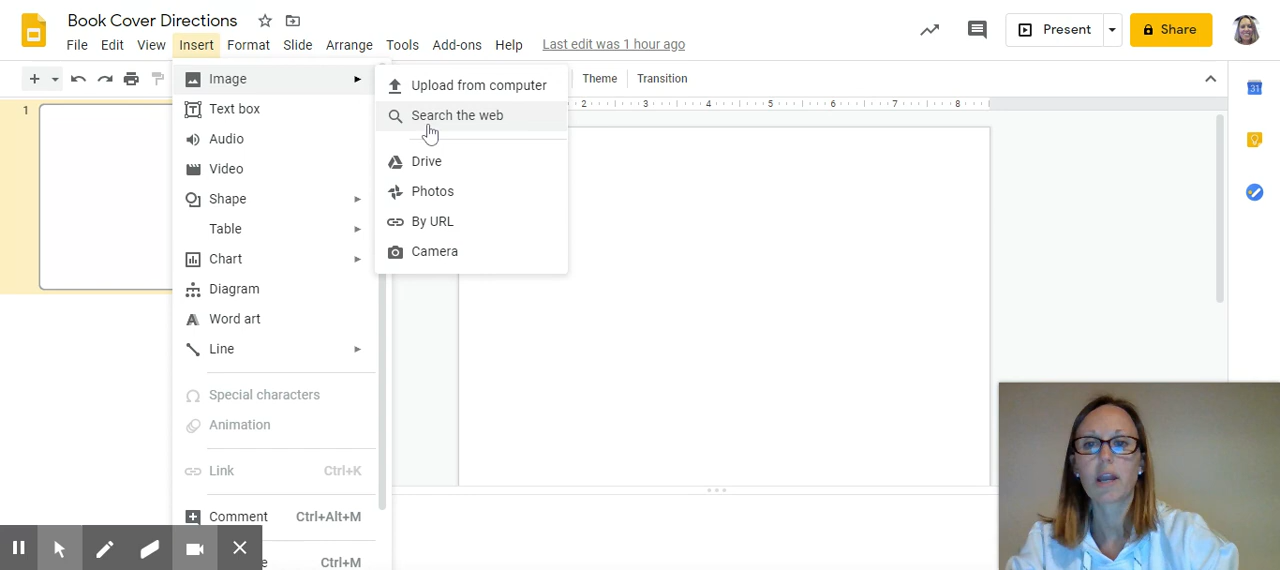 Book Cover Directions
File Edit View Insert Format Slide Arrange Tools Add-ons Help Last edit was 1 hour ago
Present
Share
Theme Transition
2 3 4 5 6 7 8
31
1
Image
Text box
Audio
Video
Shape
Table
Chart
Diagram
Word art
Line
Special characters
Animation
Link Ctrl+K
Comment Ctrl+Alt+M
Ctrl+M
Upload from computer
Search the web
Drive
Photos
By URL
Camera